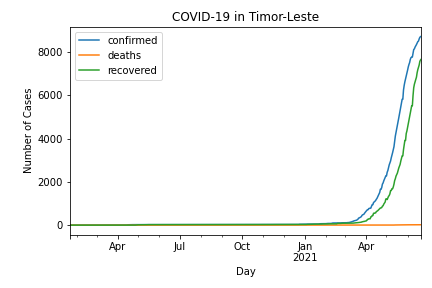 COVID-19 in Timor-Leste
confirmed
deaths
recovered
Number of Cases
8000
6000
4000
2000
0
Apr
Jul
Oct
Jan
2021
Apr
Day